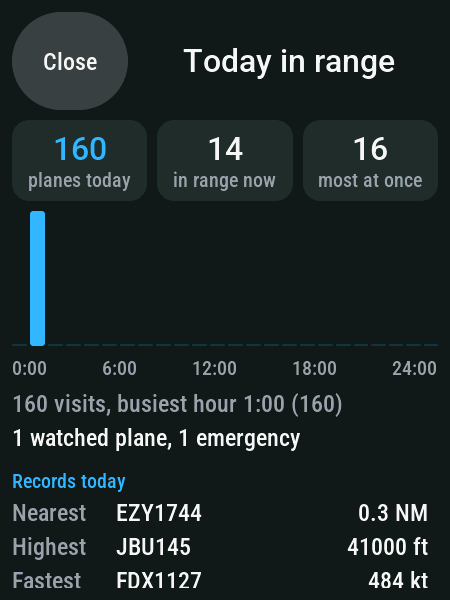 Close
Today in range
160
planes today
14
in range now
16
most at once
0:00 6:00 12:00 18:00 24:00
160 visits, busiest hour 1:00 (160)
1 watched plane, 1 emergency
Records today
Nearest EZY1744 0.3 NM
Highest JBU145 41000 ft
Fastest FDX1127 484 kt